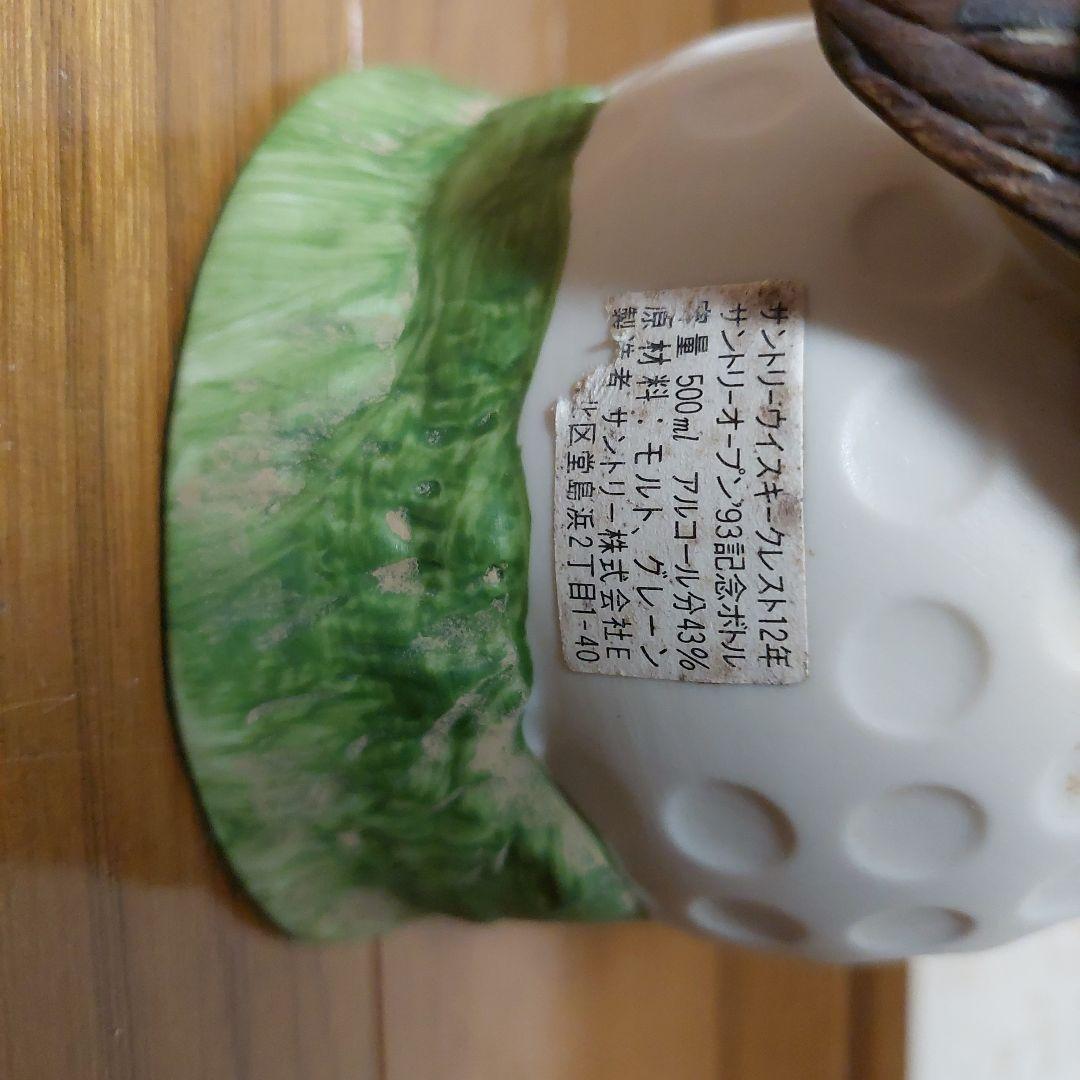 サントリーウイスキークレスト12年
サントリーオープン'93記念ボトル
容量 500ml アルコール分43%
原材料:モルト、グレーン
製造者 サントリー株式会社E
北区堂島浜2丁目1-40